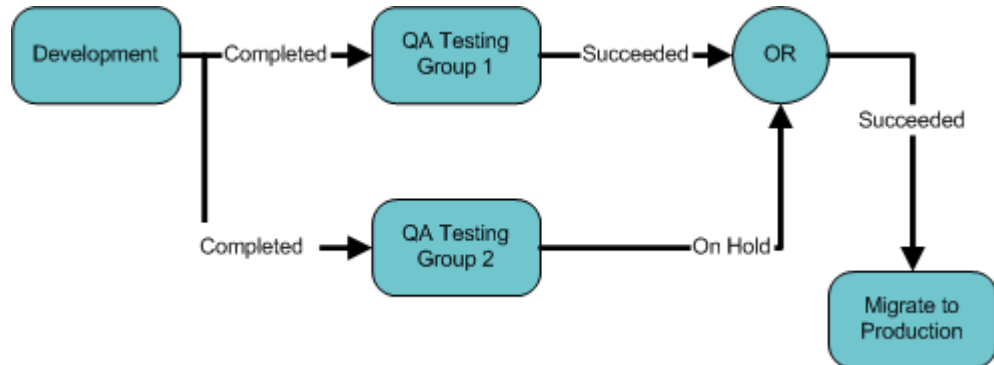 Development
Completed
QA Testing
Group 1
Succeeded
OR
Succeeded
Completed
QA Testing
Group 2
On Hold
Migrate to
Production